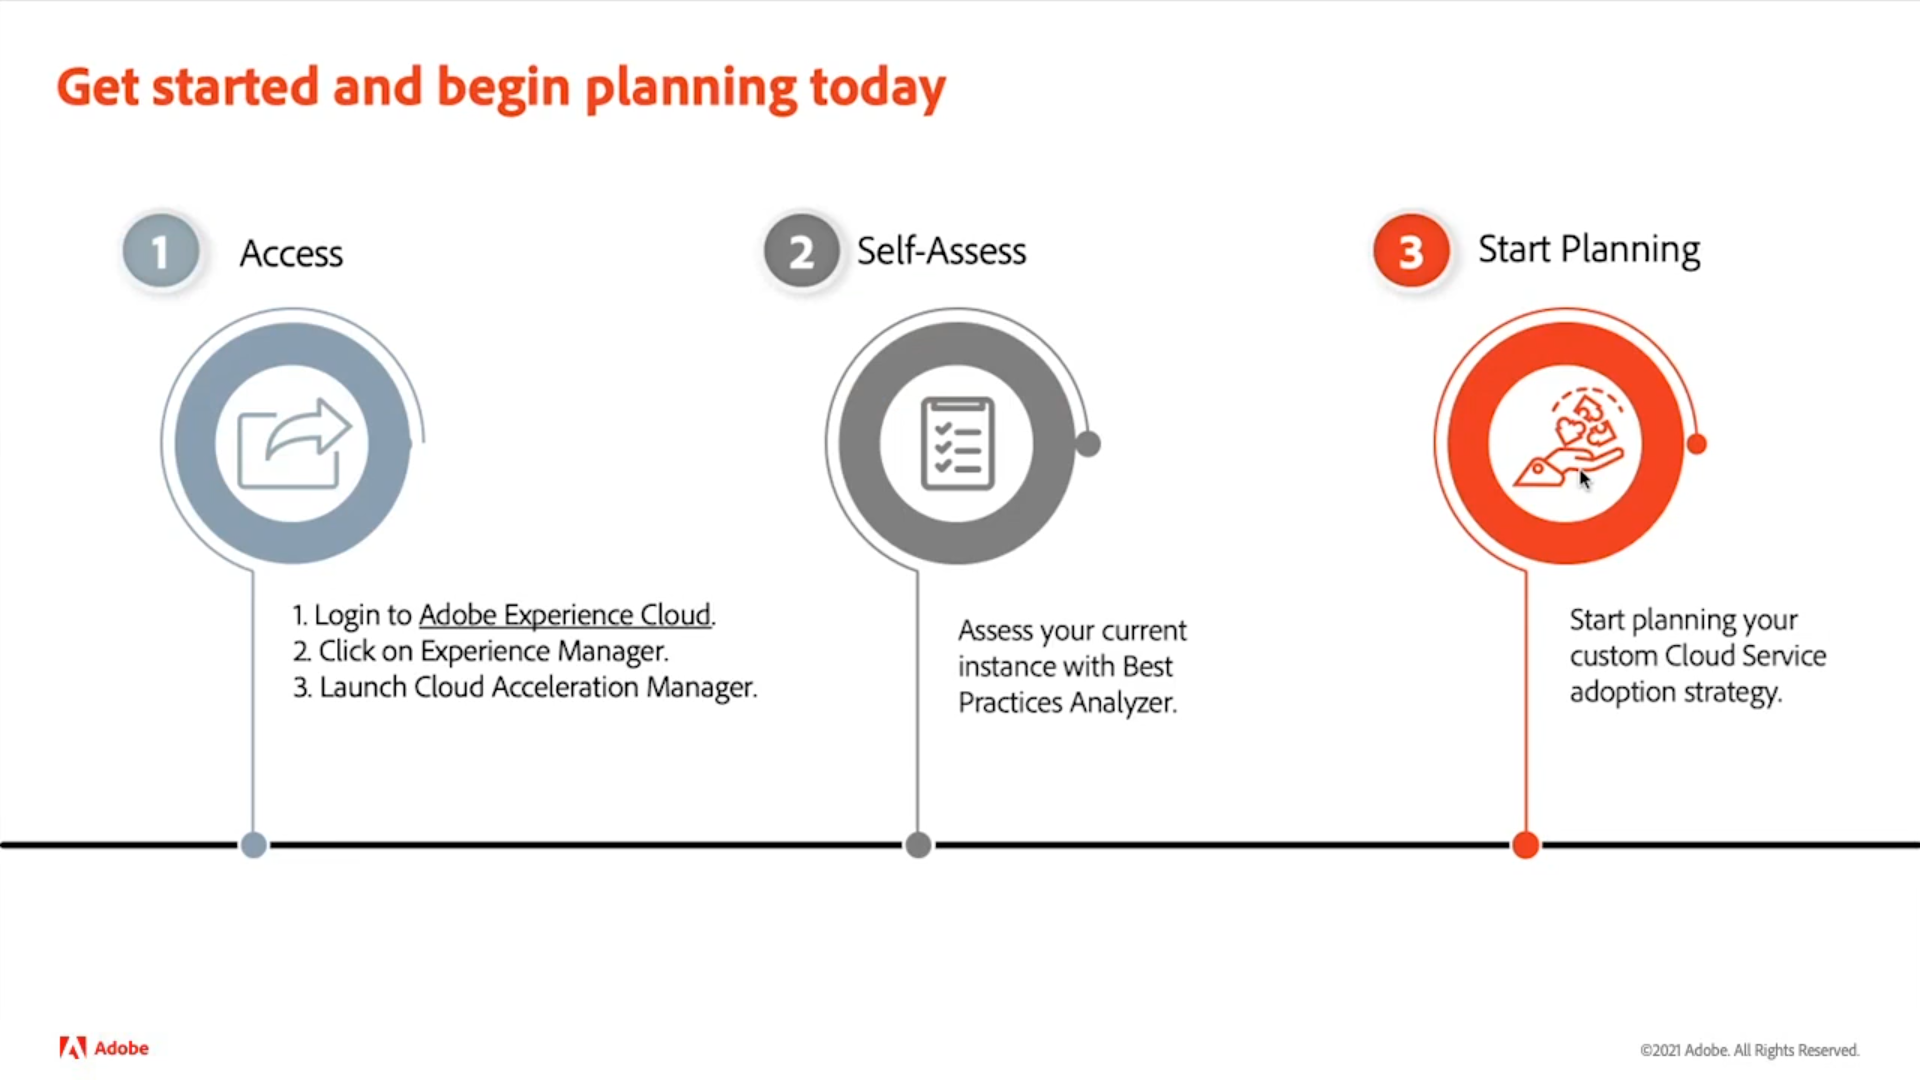 Get started and begin planning today
1 Access
1. Login to Adobe Experience Cloud.
2. Click on Experience Manager.
3. Launch Cloud Acceleration Manager.
2 Self-Assess
Assess your current
instance with Best
Practices Analyzer.
3 Start Planning
Start planning your
custom Cloud Service
adoption strategy.
Adobe
©2021 Adobe. All Rights Reserved.